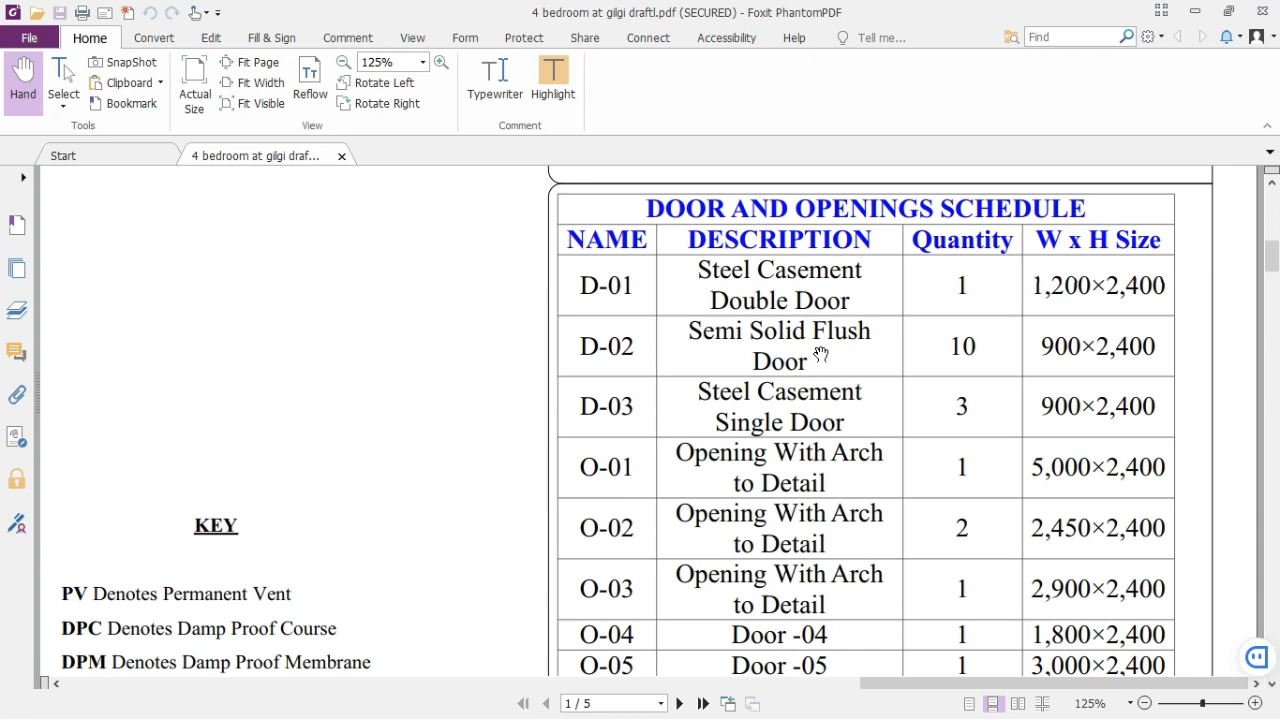 4 bedroom at gilgi draftl.pdf (SECURED) - Foxit PhantomPDF
File Home Convert Edit Fill & Sign Comment View Form Protect Share Connect Accessibility Help Tell me... Find
Hand
Select
SnapShot
Clipboard
Bookmark
Tools
Actual Size
Fit Page
Fit Width
Fit Visible
Reflow
125%
Rotate Left
Rotate Right
View
Typewriter
Highlight
Comment
Start
4 bedroom at gilgi draf...
DOOR AND OPENINGS SCHEDULE
NAME DESCRIPTION Quantity W x H Size
D-01 Steel Casement Double Door 1 1,200×2,400
D-02 Semi Solid Flush Door 10 900×2,400
D-03 Steel Casement Single Door 3 900×2,400
O-01 Opening With Arch to Detail 1 5,000×2,400
O-02 Opening With Arch to Detail 2 2,450×2,400
O-03 Opening With Arch to Detail 1 2,900×2,400
O-04 Door -04 1 1,800×2,400
O-05 Door -05 1 3,000×2,400
KEY
PV Denotes Permanent Vent
DPC Denotes Damp Proof Course
DPM Denotes Damp Proof Membrane
1 / 5
125%